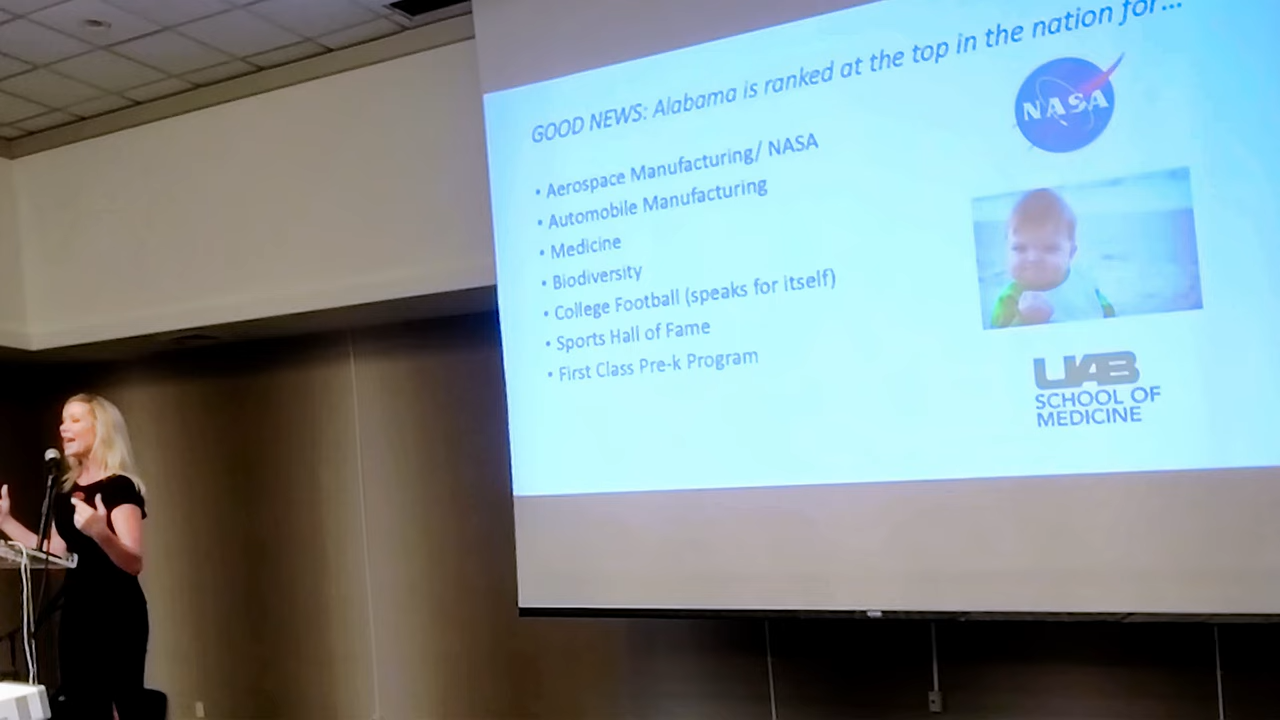 GOOD NEWS: Alabama is ranked at the top in the nation for...
NASA
• Aerospace Manufacturing/ NASA
• Automobile Manufacturing
• Medicine
• Biodiversity
• College Football (speaks for itself)
• Sports Hall of Fame
• First Class Pre-k Program
UAB
SCHOOL OF
MEDICINE